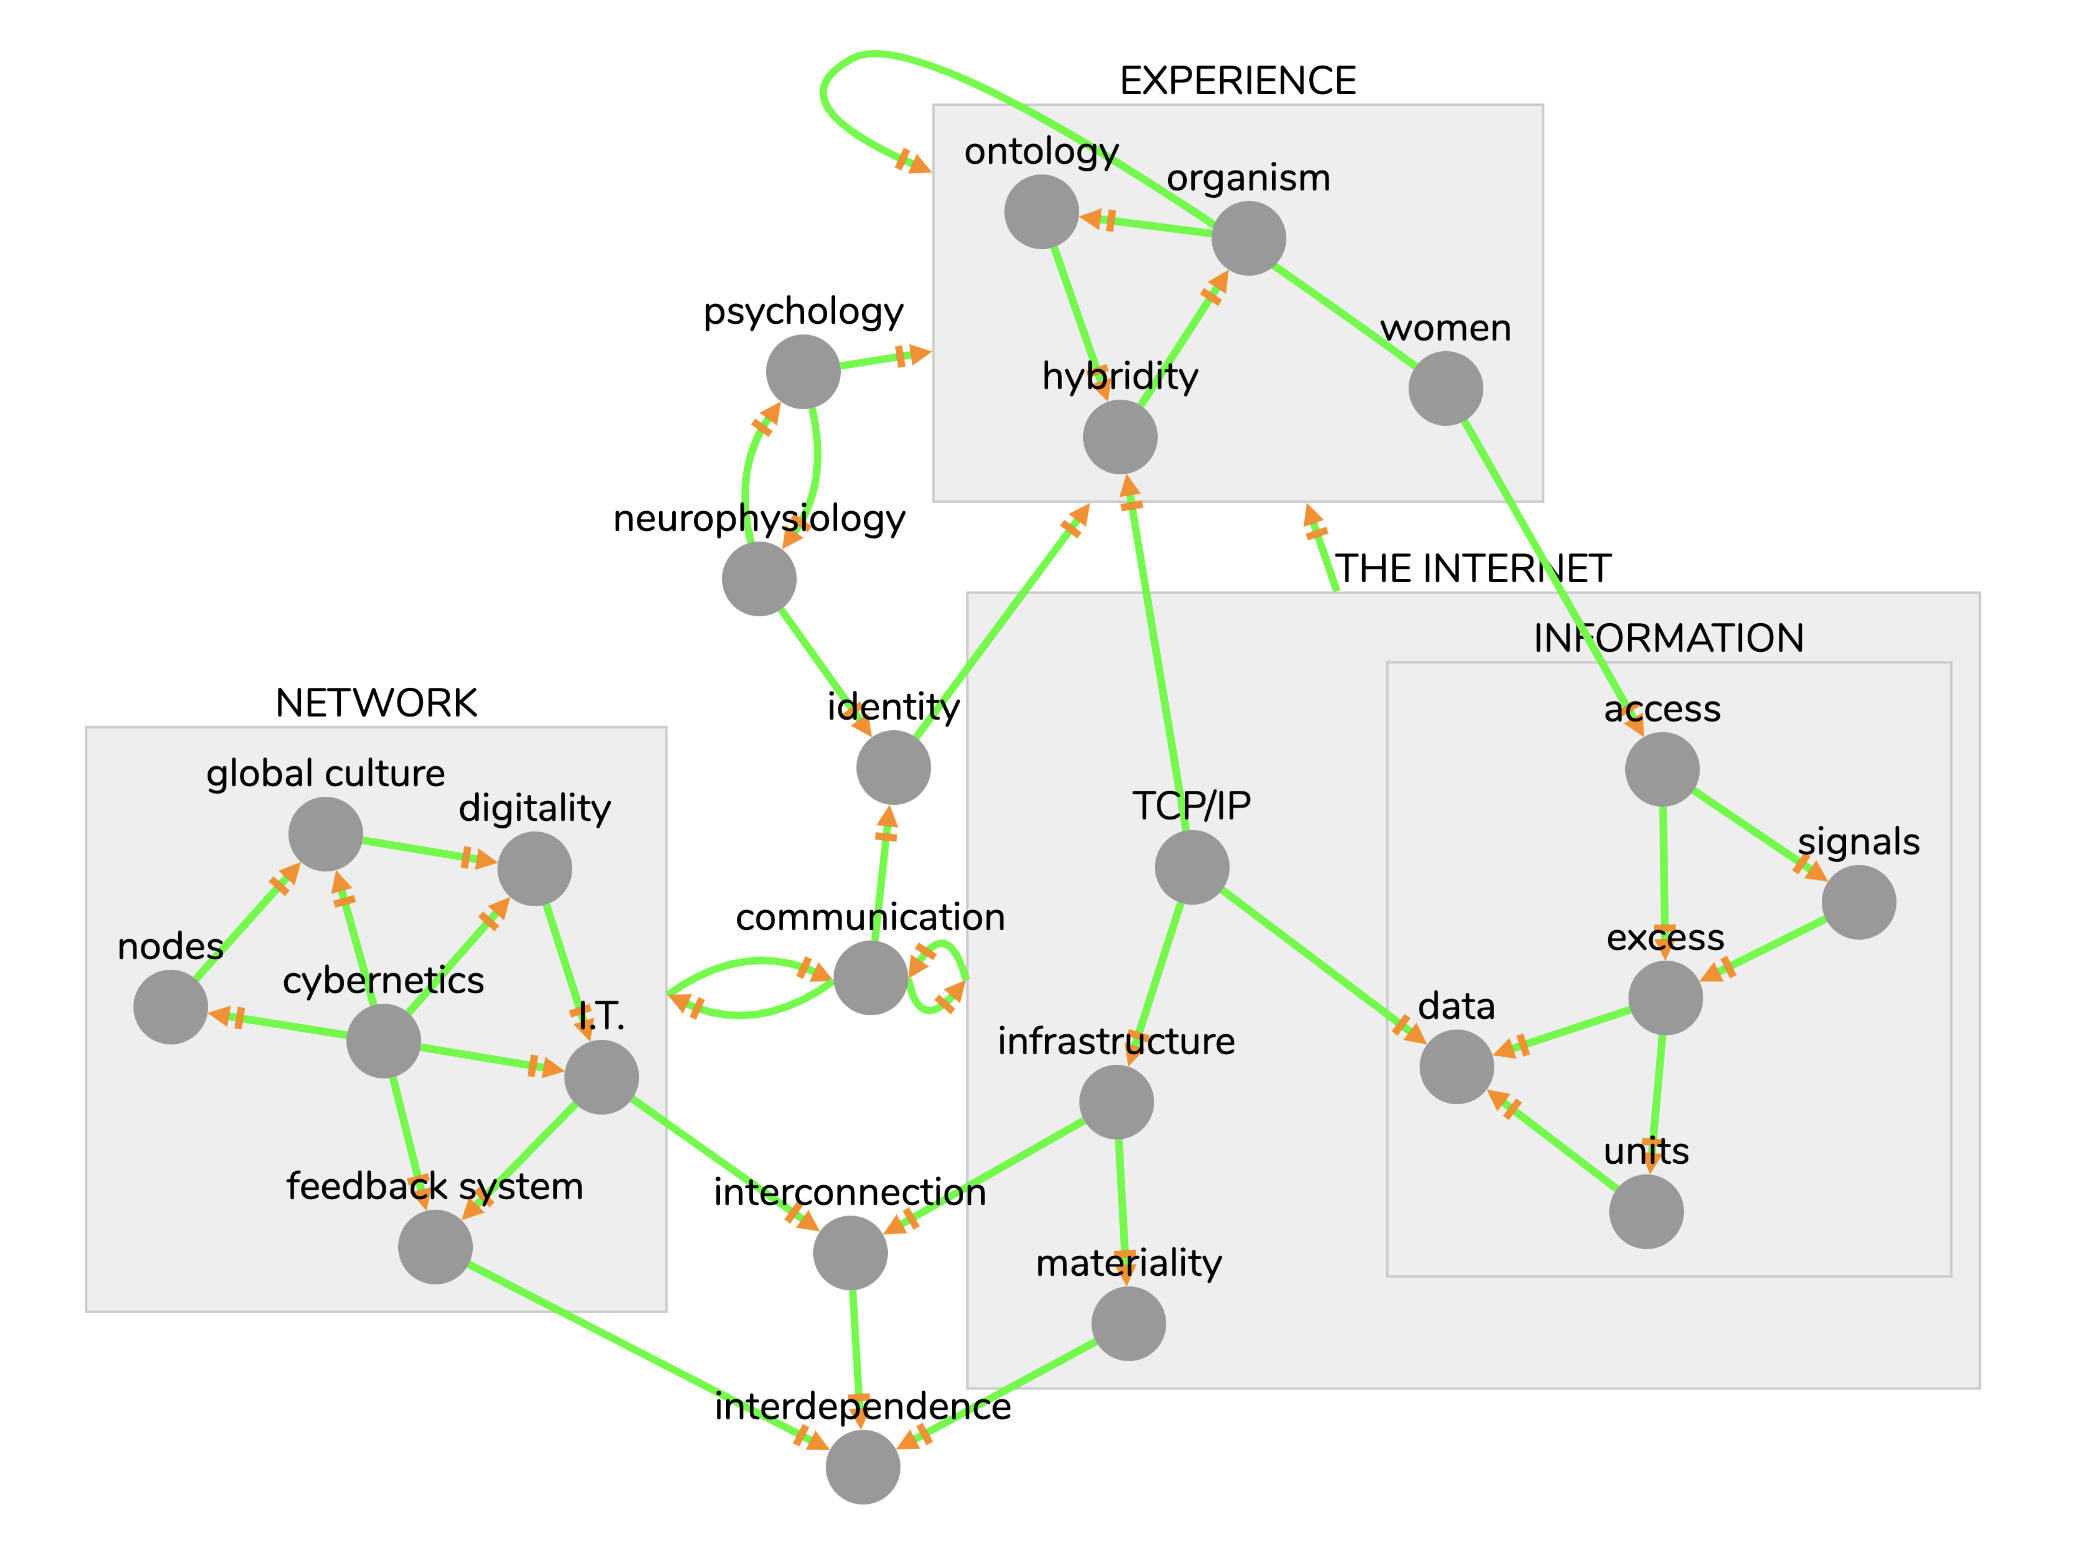 EXPERIENCE
ontology
organism
psychology
women
hybridity
neurophysiology
THE INTERNET
INFORMATION
NETWORK
identity
access
global culture
digitality
TCP/IP
signals
communication
nodes
excess
cybernetics
data
I.T.
infrastructure
units
feedback system
interconnection
materiality
interdependence